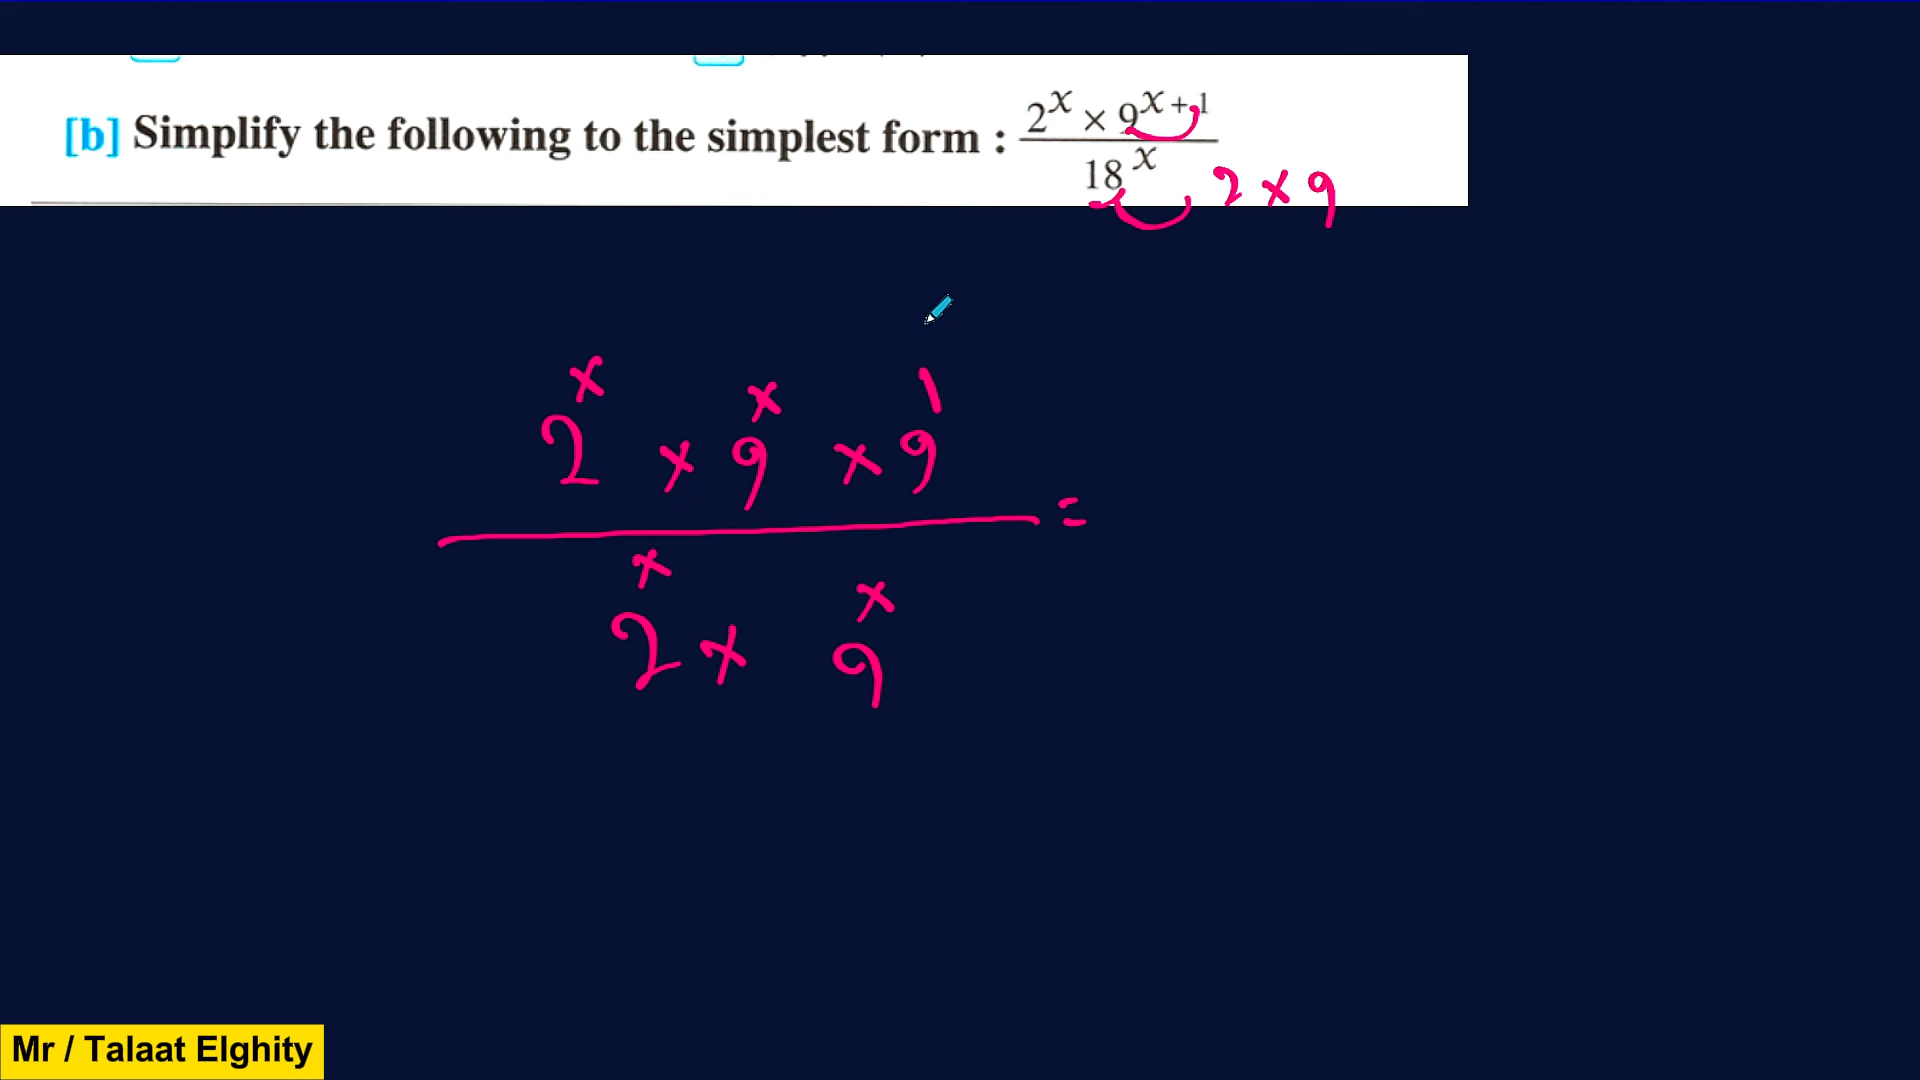 [b] Simplify the following to the simplest form : 2^x × 9^x+1 / 18^x
2 × 9
2^x × 9^x × 9^1
=
2^x × 9^x
Mr / Talaat Elghity